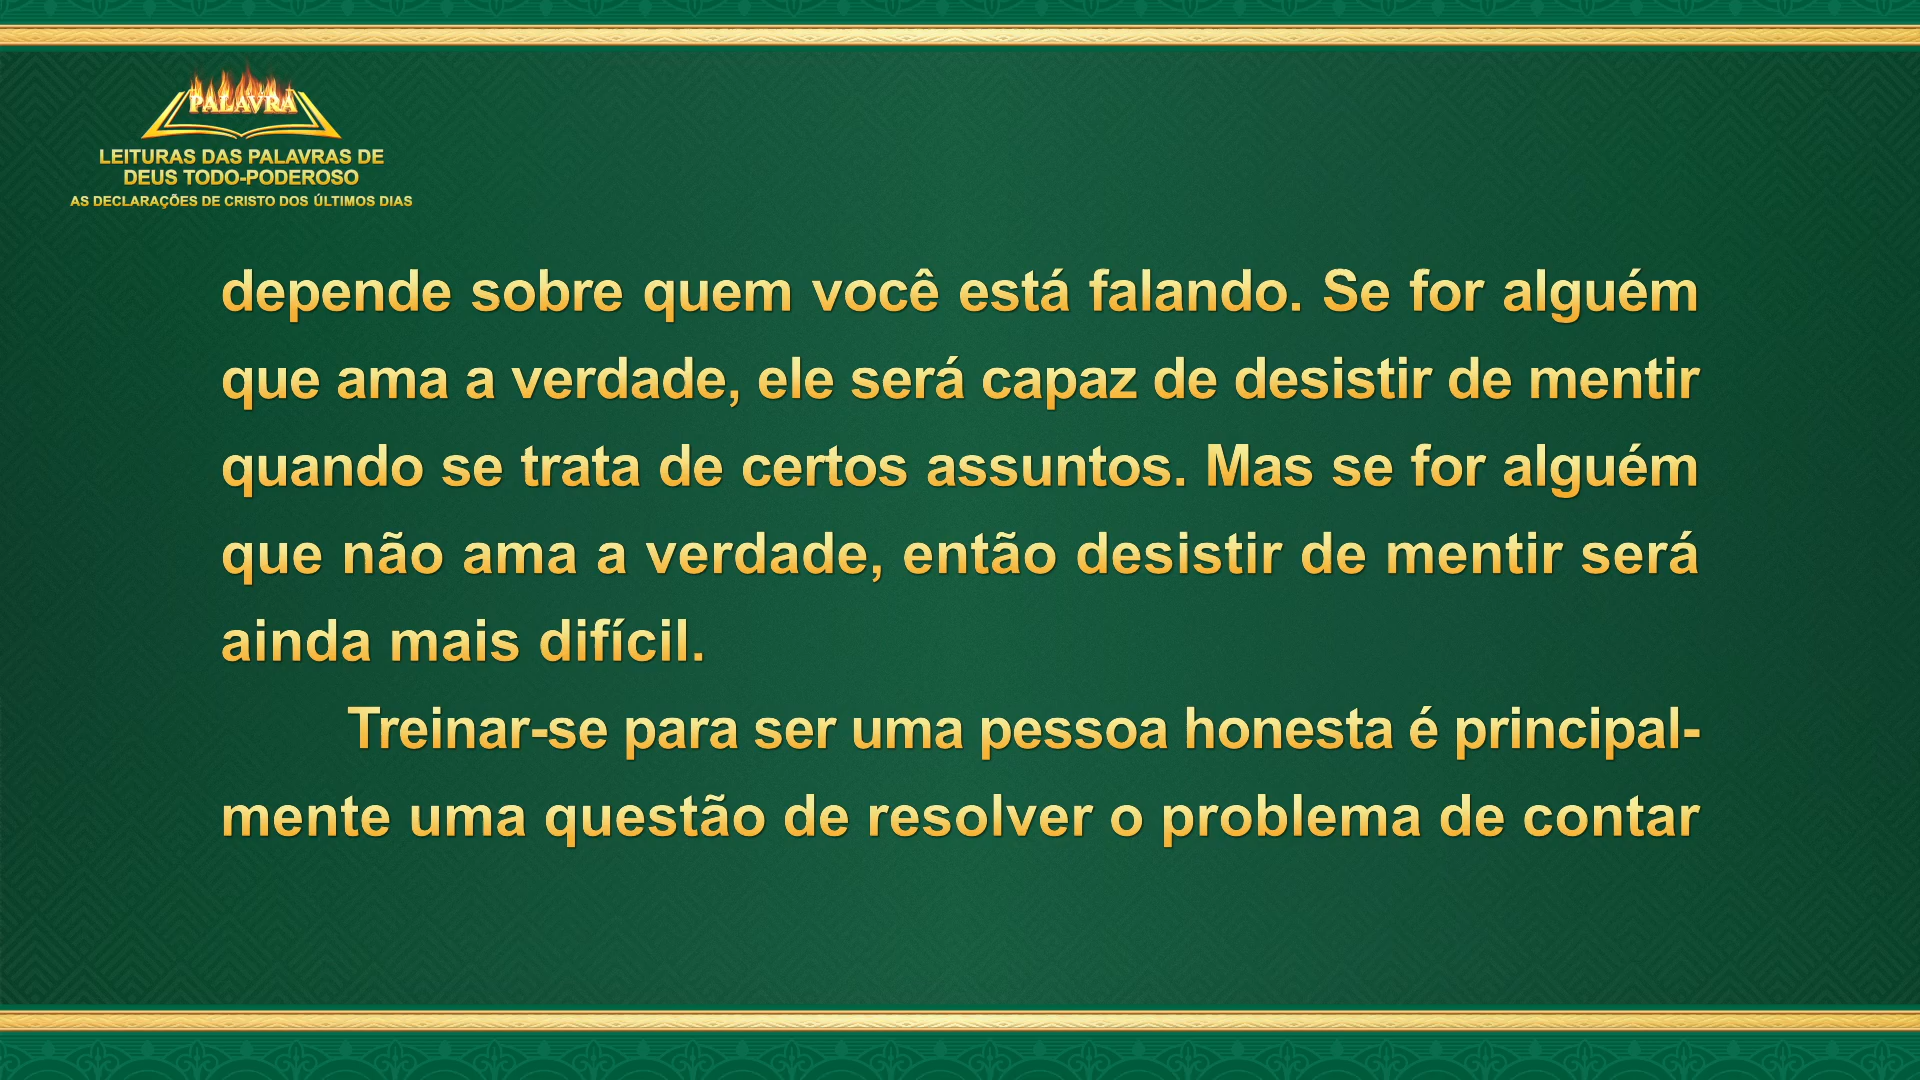 PALAVRA
LEITURAS DAS PALAVRAS DE
DEUS TODO-PODEROSO
AS DECLARAÇÕES DE CRISTO DOS ÚLTIMOS DIAS
depende sobre quem você está falando. Se for alguém
que ama a verdade, ele será capaz de desistir de mentir
quando se trata de certos assuntos. Mas se for alguém
que não ama a verdade, então desistir de mentir será
ainda mais difícil.
Treinar-se para ser uma pessoa honesta é principal-
mente uma questão de resolver o problema de contar